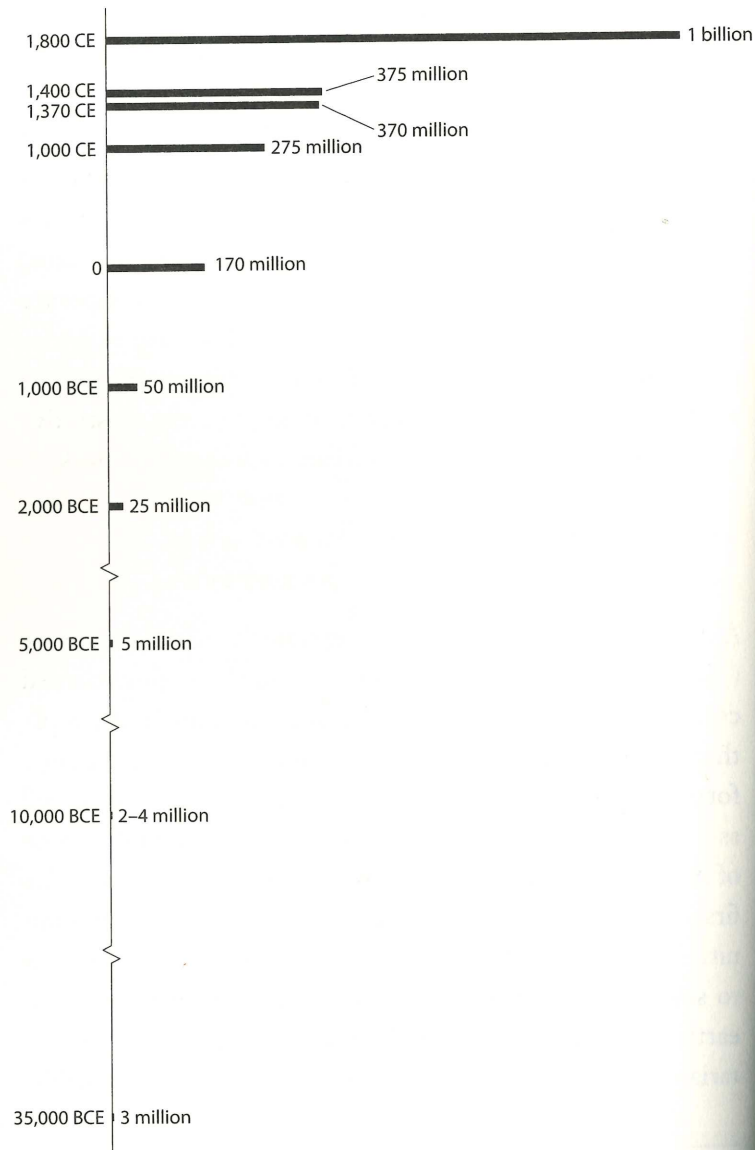 1,800 CE 1 billion
375 million
1,400 CE
1,370 CE
370 million
1,000 CE 275 million
0 170 million
1,000 BCE 50 million
2,000 BCE 25 million
5,000 BCE 5 million
10,000 BCE 2–4 million
35,000 BCE 3 million